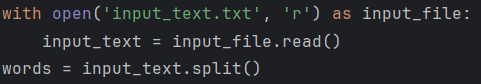 with open('input_text.txt', 'r') as input_file:
    input_text = input_file.read()
words = input_text.split()